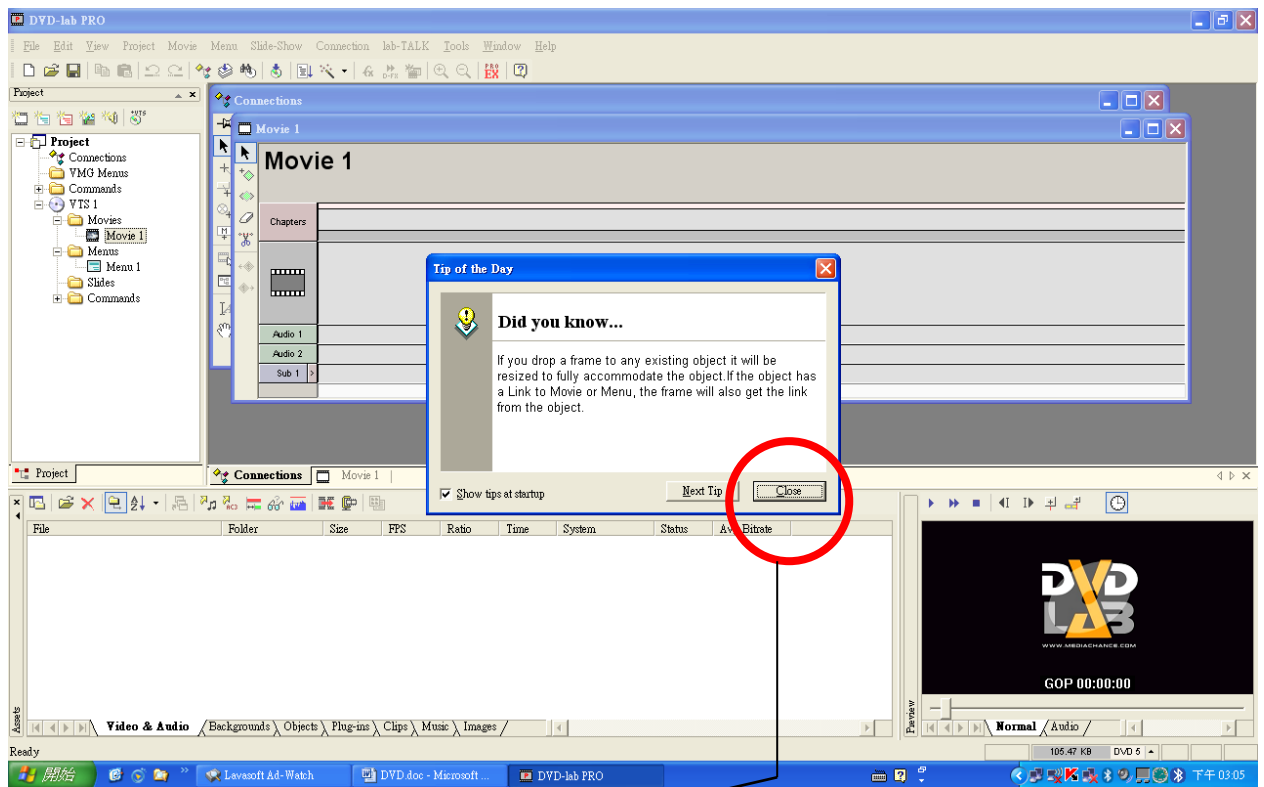 DVD-lab PRO
File Edit View Project Movie Menu Slide-Show Connection lab-TALK Tools Window Help
Project
Project
Connections
VMG Menus
Commands
VTS 1
Movies
Movie 1
Menus
Menu 1
Slides
Commands
Project
Connections
Movie 1
Movie 1
Chapters
Audio 1
Audio 2
Sub 1
Tip of the Day
Did you know...
If you drop a frame to any existing object it will be
resized to fully accommodate the object.If the object has
a Link to Movie or Menu, the frame will also get the link
from the object.
Show tips at startup
Next Tip
Close
Connections Movie 1
File Folder Size FPS Ratio Time System Status Av. Bitrate
DVD
LAB
WWW.MEDIACHANCE.COM
GOP 00:00:00
Assets
Video & Audio Backgrounds Objects Plug-ins Clips Music Images
Preview
Normal Audio
Ready
105.47 KB DVD 5
開始 Lavasoft Ad-Watch DVD.doc - Microsoft ... DVD-lab PRO 下午 03:05